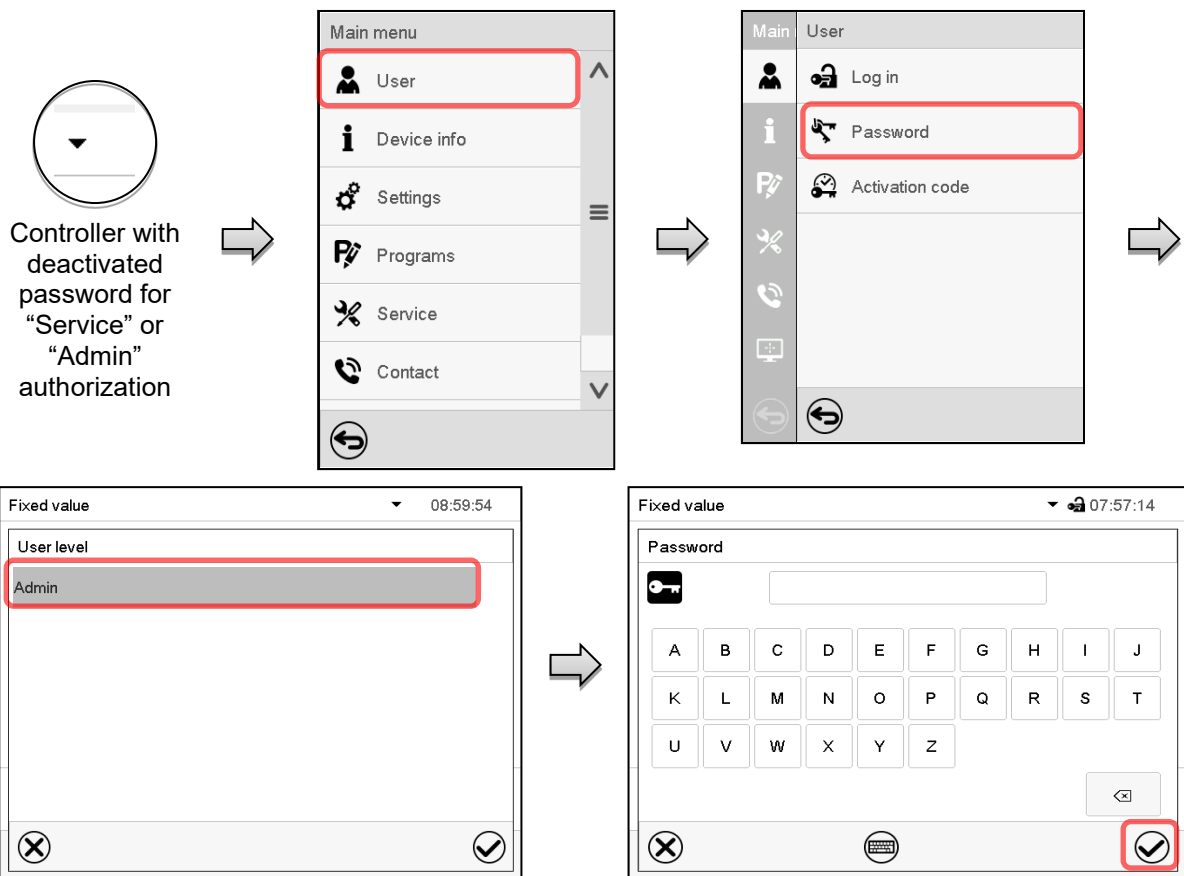 Controller with
deactivated
password for
“Service” or
“Admin”
authorization
Main menu
User
Device info
Settings
Programs
Service
Contact
Main
User
Log in
Password
Activation code
Fixed value 08:59:54
User level
Admin
Fixed value 07:57:14
Password
A B C D E F G H I J
K L M N O P Q R S T
U V W X Y Z